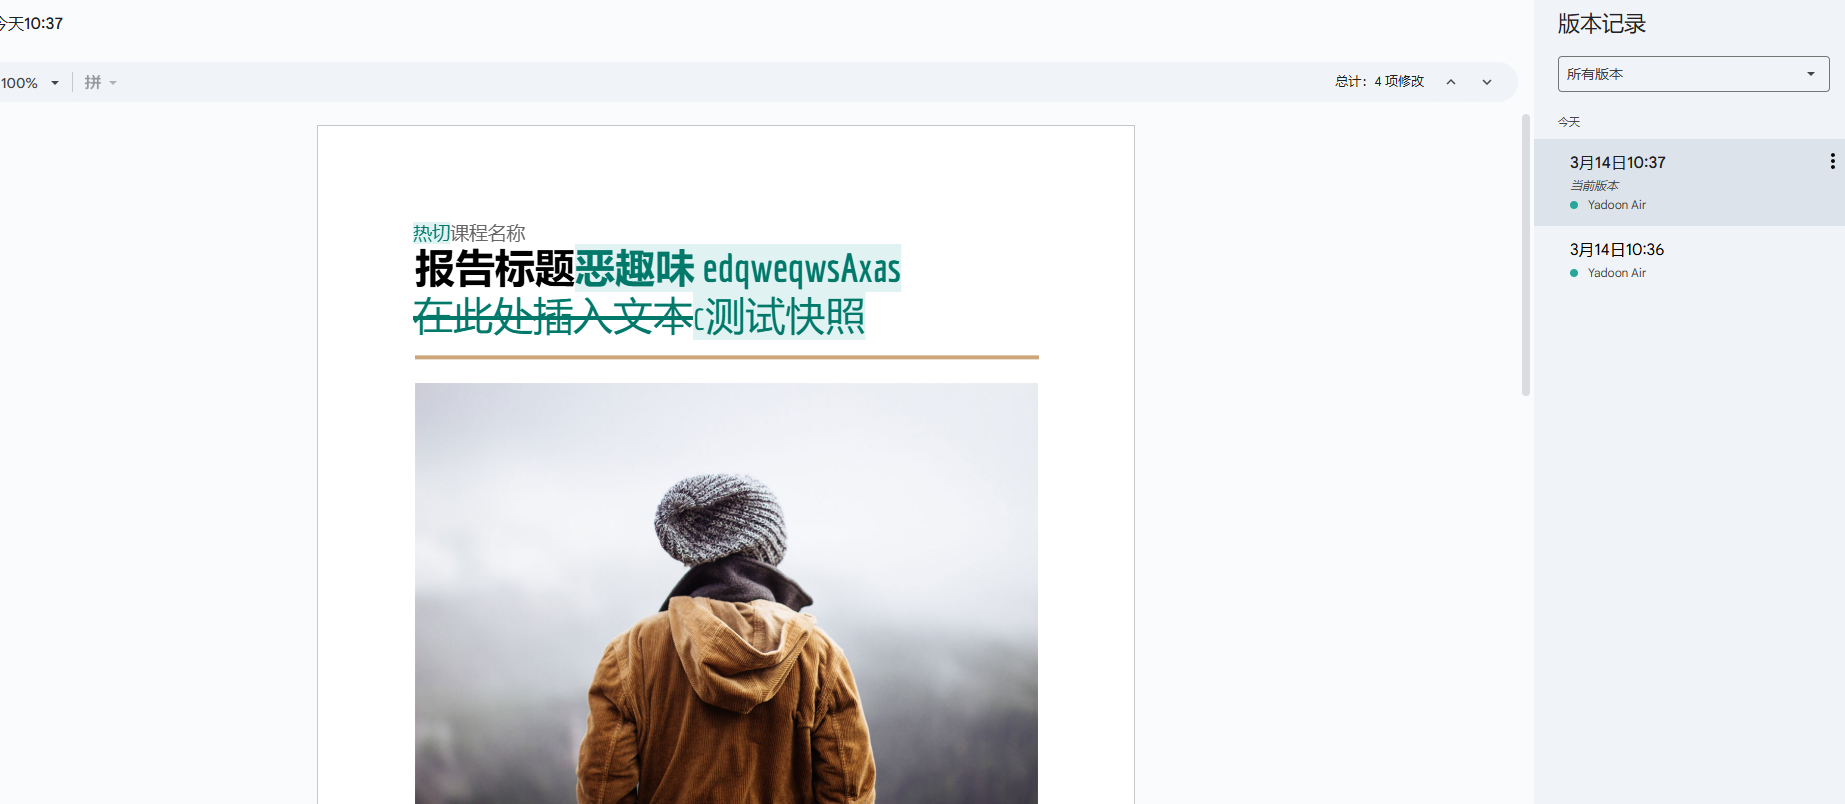 今天10:37
100%
拼
总计：4 项修改
热切课程名称
报告标题恶趣味 edqweqwsAxas
在此处插入文本c测试快照
版本记录
所有版本
今天
3月14日10:37
当前版本
Yadoon Air
3月14日10:36
Yadoon Air